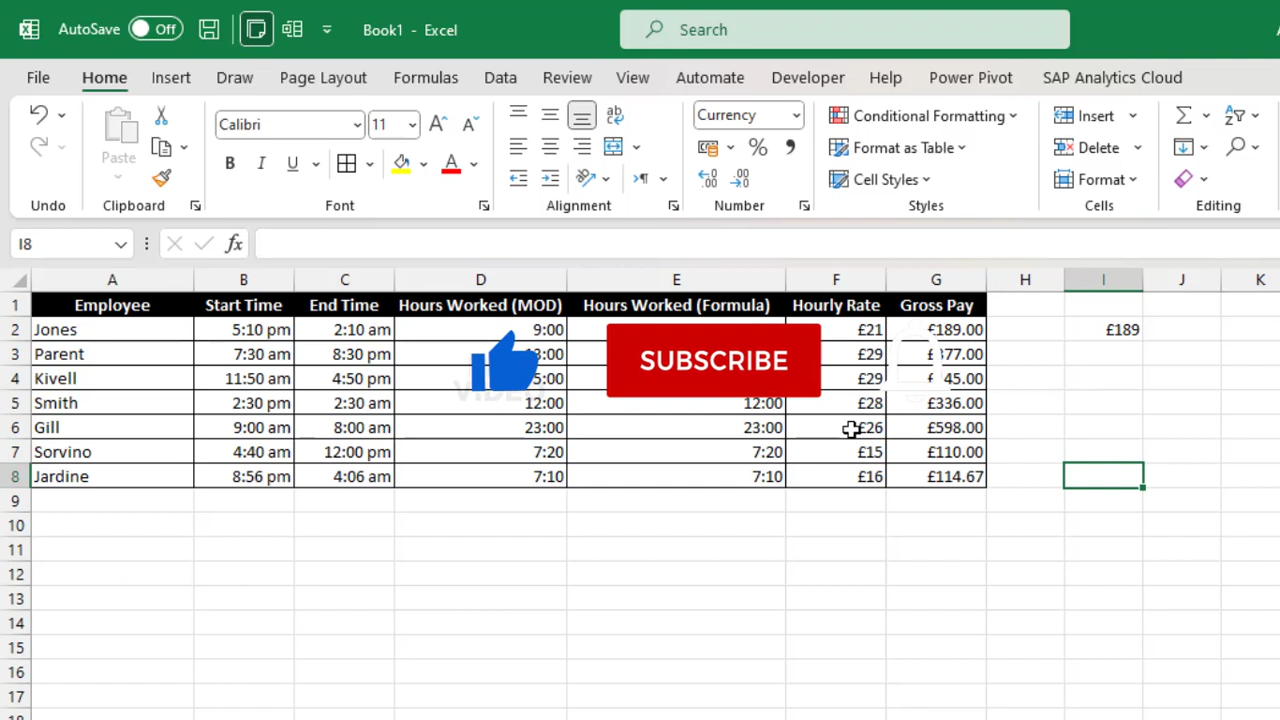 AutoSave Off Book1 - Excel Search
File Home Insert Draw Page Layout Formulas Data Review View Automate Developer Help Power Pivot SAP Analytics Cloud
Calibri 11 Currency Conditional Formatting Insert
Paste B I U A % Format as Table Delete
Cell Styles Format
Undo Clipboard Font Alignment Number Styles Cells Editing
I8 fx
A B C D E F G H I J K
1 Employee Start Time End Time Hours Worked (MOD) Hours Worked (Formula) Hourly Rate Gross Pay
2 Jones 5:10 pm 2:10 am 9:00 £21 £189.00 £189
3 Parent 7:30 am 8:30 pm £29
SUBSCRIBE
4 Kivell 11:50 am 4:50 pm £29
5 Smith 2:30 pm 2:30 am 12:00 12:00 £28 £336.00
6 Gill 9:00 am 8:00 am 23:00 23:00 £26 £598.00
7 Sorvino 4:40 am 12:00 pm 7:20 7:20 £15 £110.00
8 Jardine 8:56 pm 4:06 am 7:10 7:10 £16 £114.67
9
10
11
12
13
14
15
16
17